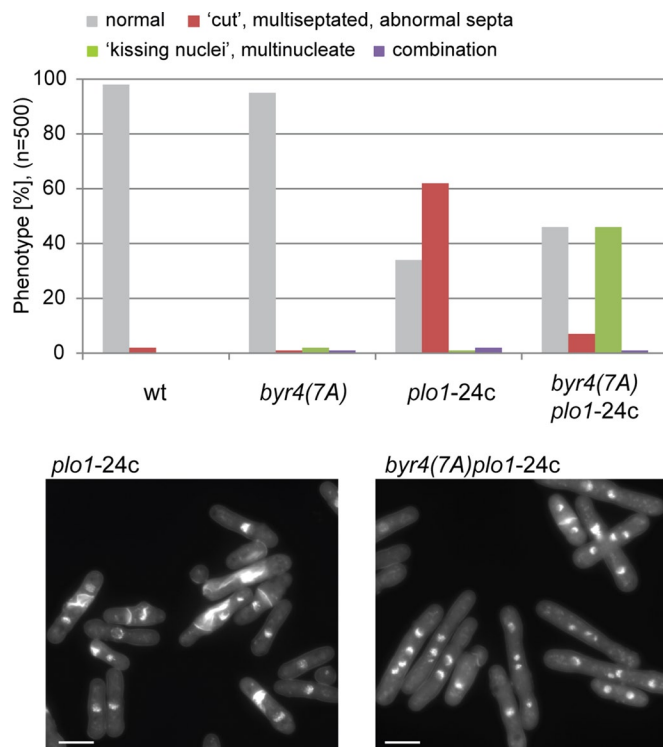 normal ‘cut’, multiseptated, abnormal septa
‘kissing nuclei’, multinucleate combination
Phenotype [%], (n=500)
100
80
60
40
20
0
wt
byr4(7A)
plo1-24c
byr4(7A)
plo1-24c
plo1-24c
byr4(7A)plo1-24c